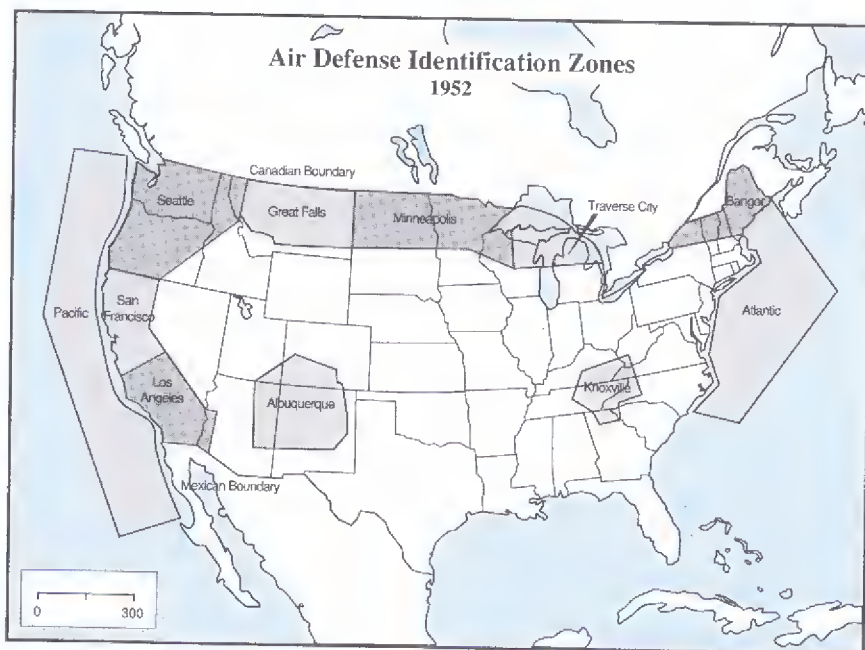 Air Defense Identification Zones
1952
Canadian Boundary
Seattle
Great Falls
Minneapolis
Traverse City
Bangor
Pacific
San
Francisco
Atlantic
Los
Angeles
Albuquerque
Knoxville
Mexican Boundary
0 300